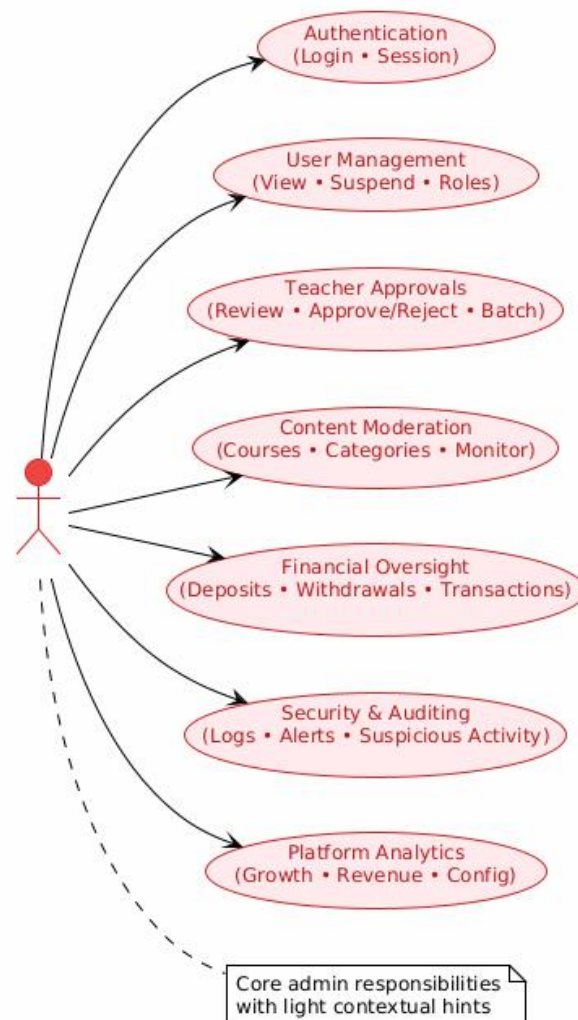 Authentication
(Login • Session)
User Management
(View • Suspend • Roles)
Teacher Approvals
(Review • Approve/Reject • Batch)
Content Moderation
(Courses • Categories • Monitor)
Financial Oversight
(Deposits • Withdrawals • Transactions)
Security & Auditing
(Logs • Alerts • Suspicious Activity)
Platform Analytics
(Growth • Revenue • Config)
Core admin responsibilities
with light contextual hints